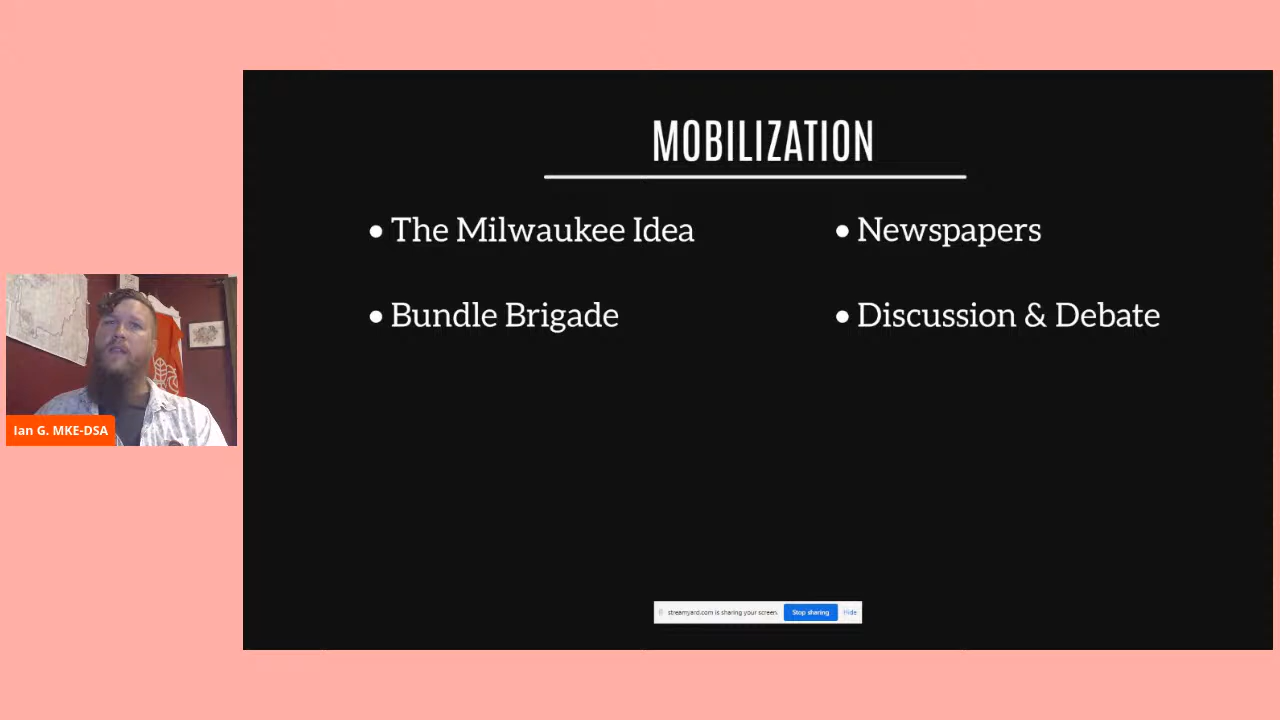 MOBILIZATION
• The Milwaukee Idea
• Bundle Brigade
• Newspapers
• Discussion & Debate
Ian G. MKE-DSA
streamyard.com is sharing your screen.
Stop sharing
Hide